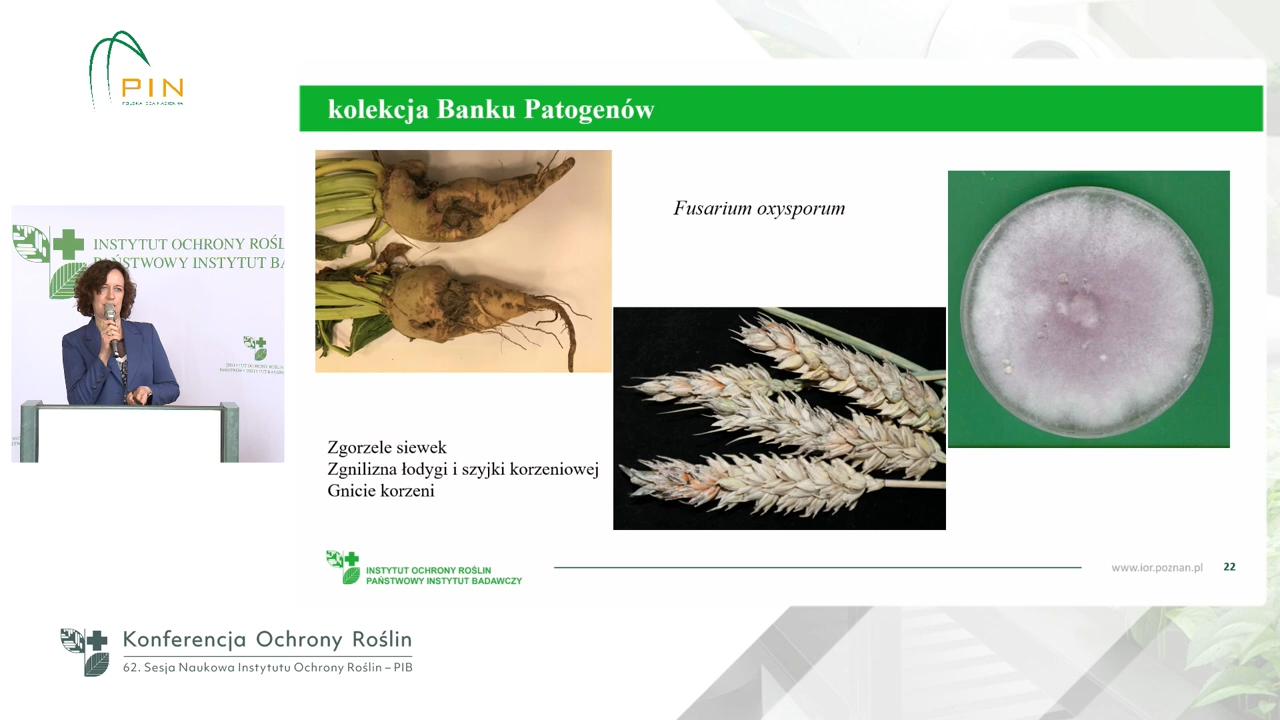 PIN
kolekcja Banku Patogenów
Fusarium oxysporum
INSTYTUT OCHRONY ROŚL
PAŃSTWOWY INSTYTUT BA
Zgorzele siewek
Zgnilizna łodygi i szyjki korzeniowej
Gnicie korzeni
INSTYTUT OCHRONY ROŚLIN
PAŃSTWOWY INSTYTUT BADAWCZY
www.ior.poznan.pl 22
Konferencja Ochrony Roślin
62. Sesja Naukowa Instytutu Ochrony Roślin – PIB